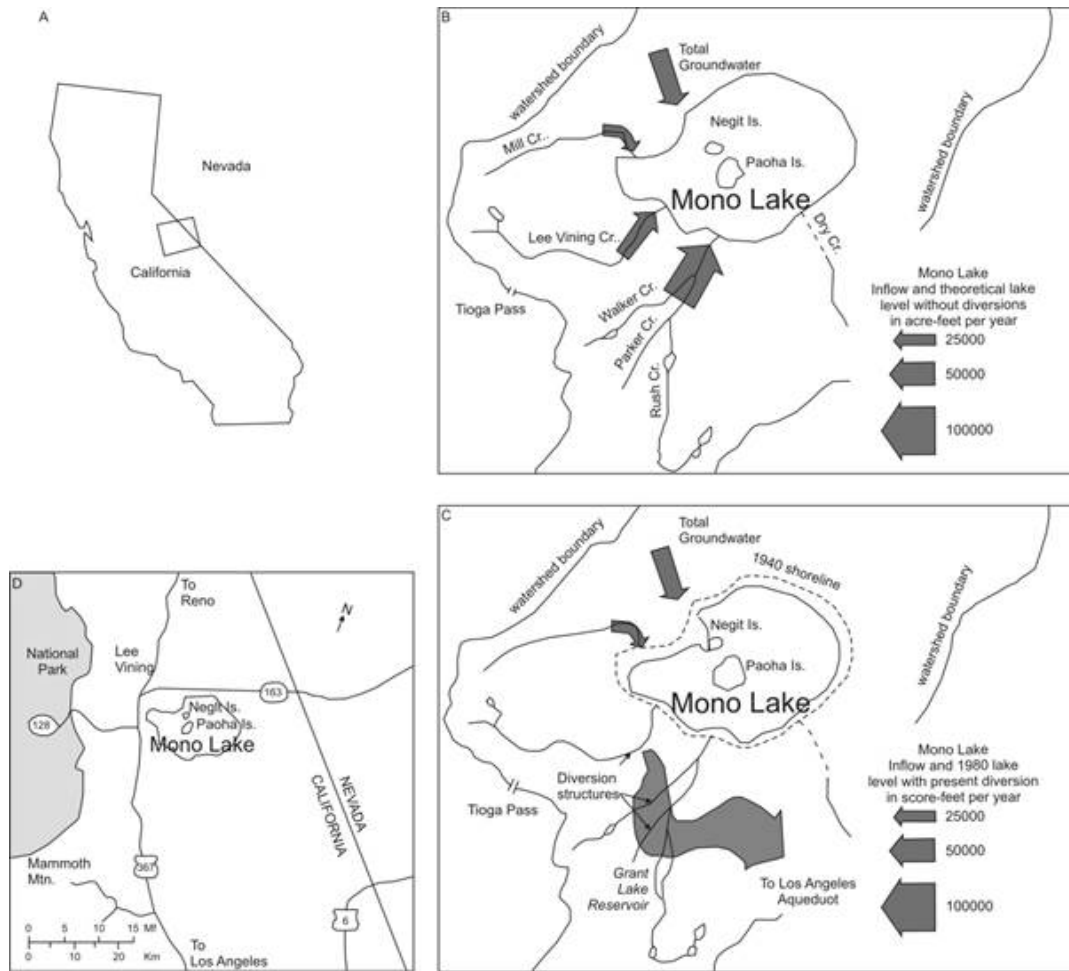 A
Nevada
California
B
watershed boundary
Total
Groundwater
Mill Cr..
Negit Is.
Paoha Is.
Mono Lake
Lee Vining Cr..
Dry Cr.
watershed boundary
Tioga Pass
Walker Cr.
Parker Cr.
Rush Cr.
Mono Lake
Inflow and theoretical lake
level without diversions
in acre-feet per year
25000
50000
100000
C
watershed boundary
Total
Groundwater
1940 shoreline
Negit Is.
Paoha Is.
Mono Lake
watershed boundary
Diversion
structures
Tioga Pass
Grant
Lake
Reservoir
To Los Angeles
Aqueduot
Mono Lake
Inflow and 1980 lake
level with present diversion
in score-feet per year
25000
50000
100000
D
To
Reno
N
National
Park
Lee
Vining
163
128
Negit Is.
Paoha Is.
Mono Lake
NEVADA
CALIFORNIA
Mammoth
Mtn.
367
6
0 5 10 15 Mf
0 10 20 Km
To
Los Angeles